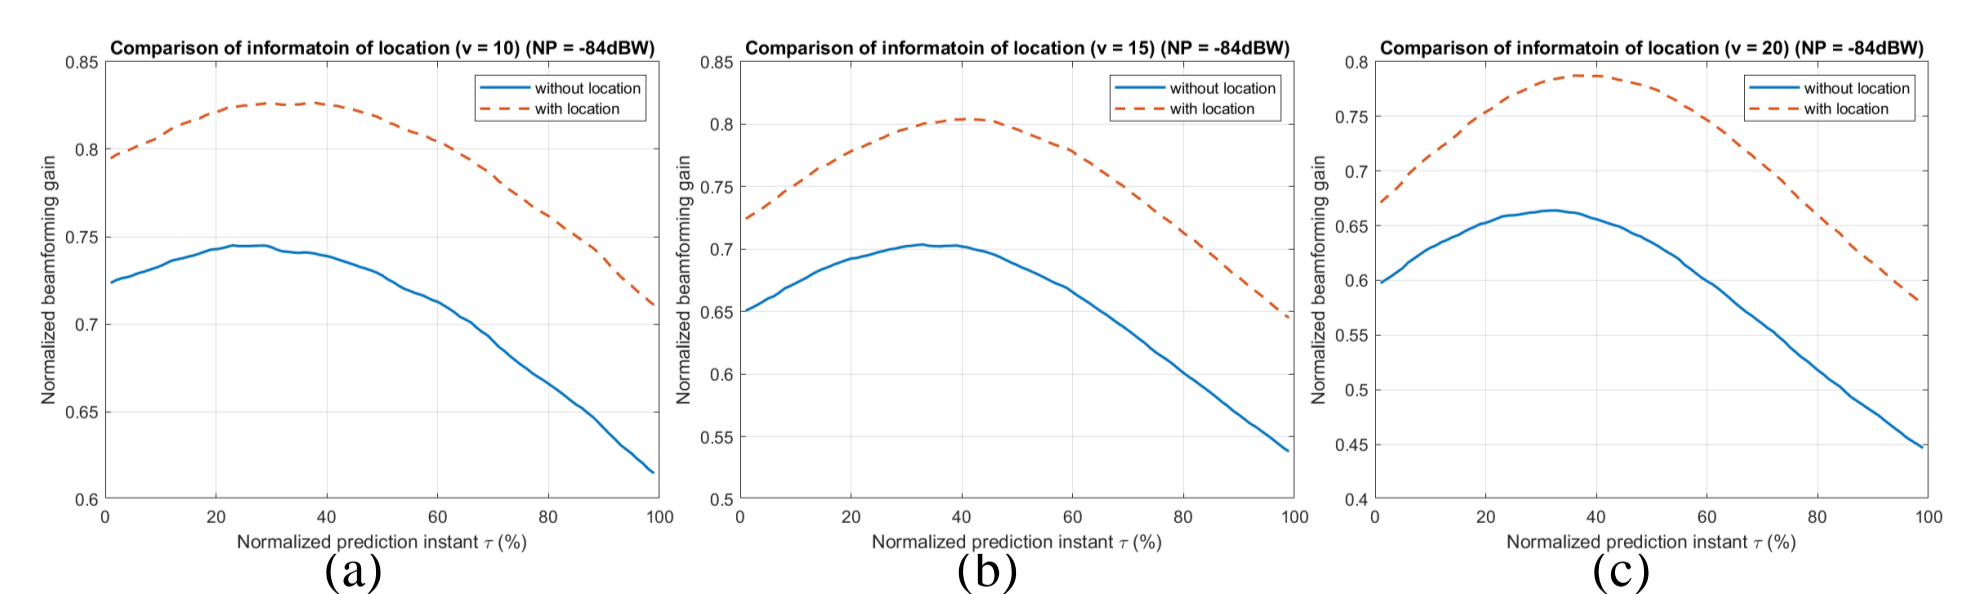 Comparison of informatoin of location (v = 10) (NP = -84dBW)
0.85
0.8
0.75
0.7
0.65
0.6
0
20
40
60
80
100
without location
with location
Normalized beamforming gain
Normalized prediction instant τ (%)
(a)
Comparison of informatoin of location (v = 15) (NP = -84dBW)
0.85
0.8
0.75
0.7
0.65
0.6
0.55
0.5
0
20
40
60
80
100
without location
with location
Normalized beamforming gain
Normalized prediction instant τ (%)
(b)
Comparison of informatoin of location (v = 20) (NP = -84dBW)
0.8
0.75
0.7
0.65
0.6
0.55
0.5
0.45
0.4
0
20
40
60
80
100
without location
with location
Normalized beamforming gain
Normalized prediction instant τ (%)
(c)